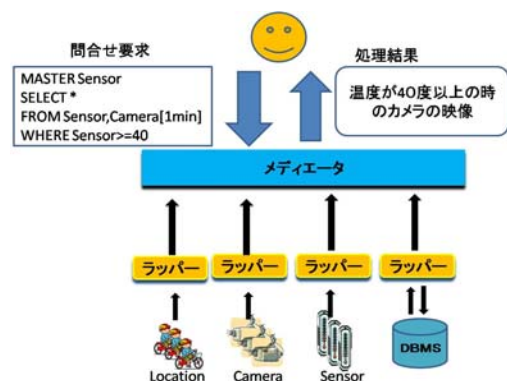 問合せ要求
MASTER Sensor
SELECT *
FROM Sensor,Camera[1min]
WHERE Sensor>=40
処理結果
温度が40度以上の時
のカメラの映像
メディエータ
ラッパー
ラッパー
ラッパー
ラッパー
Location
Camera
Sensor
DBMS